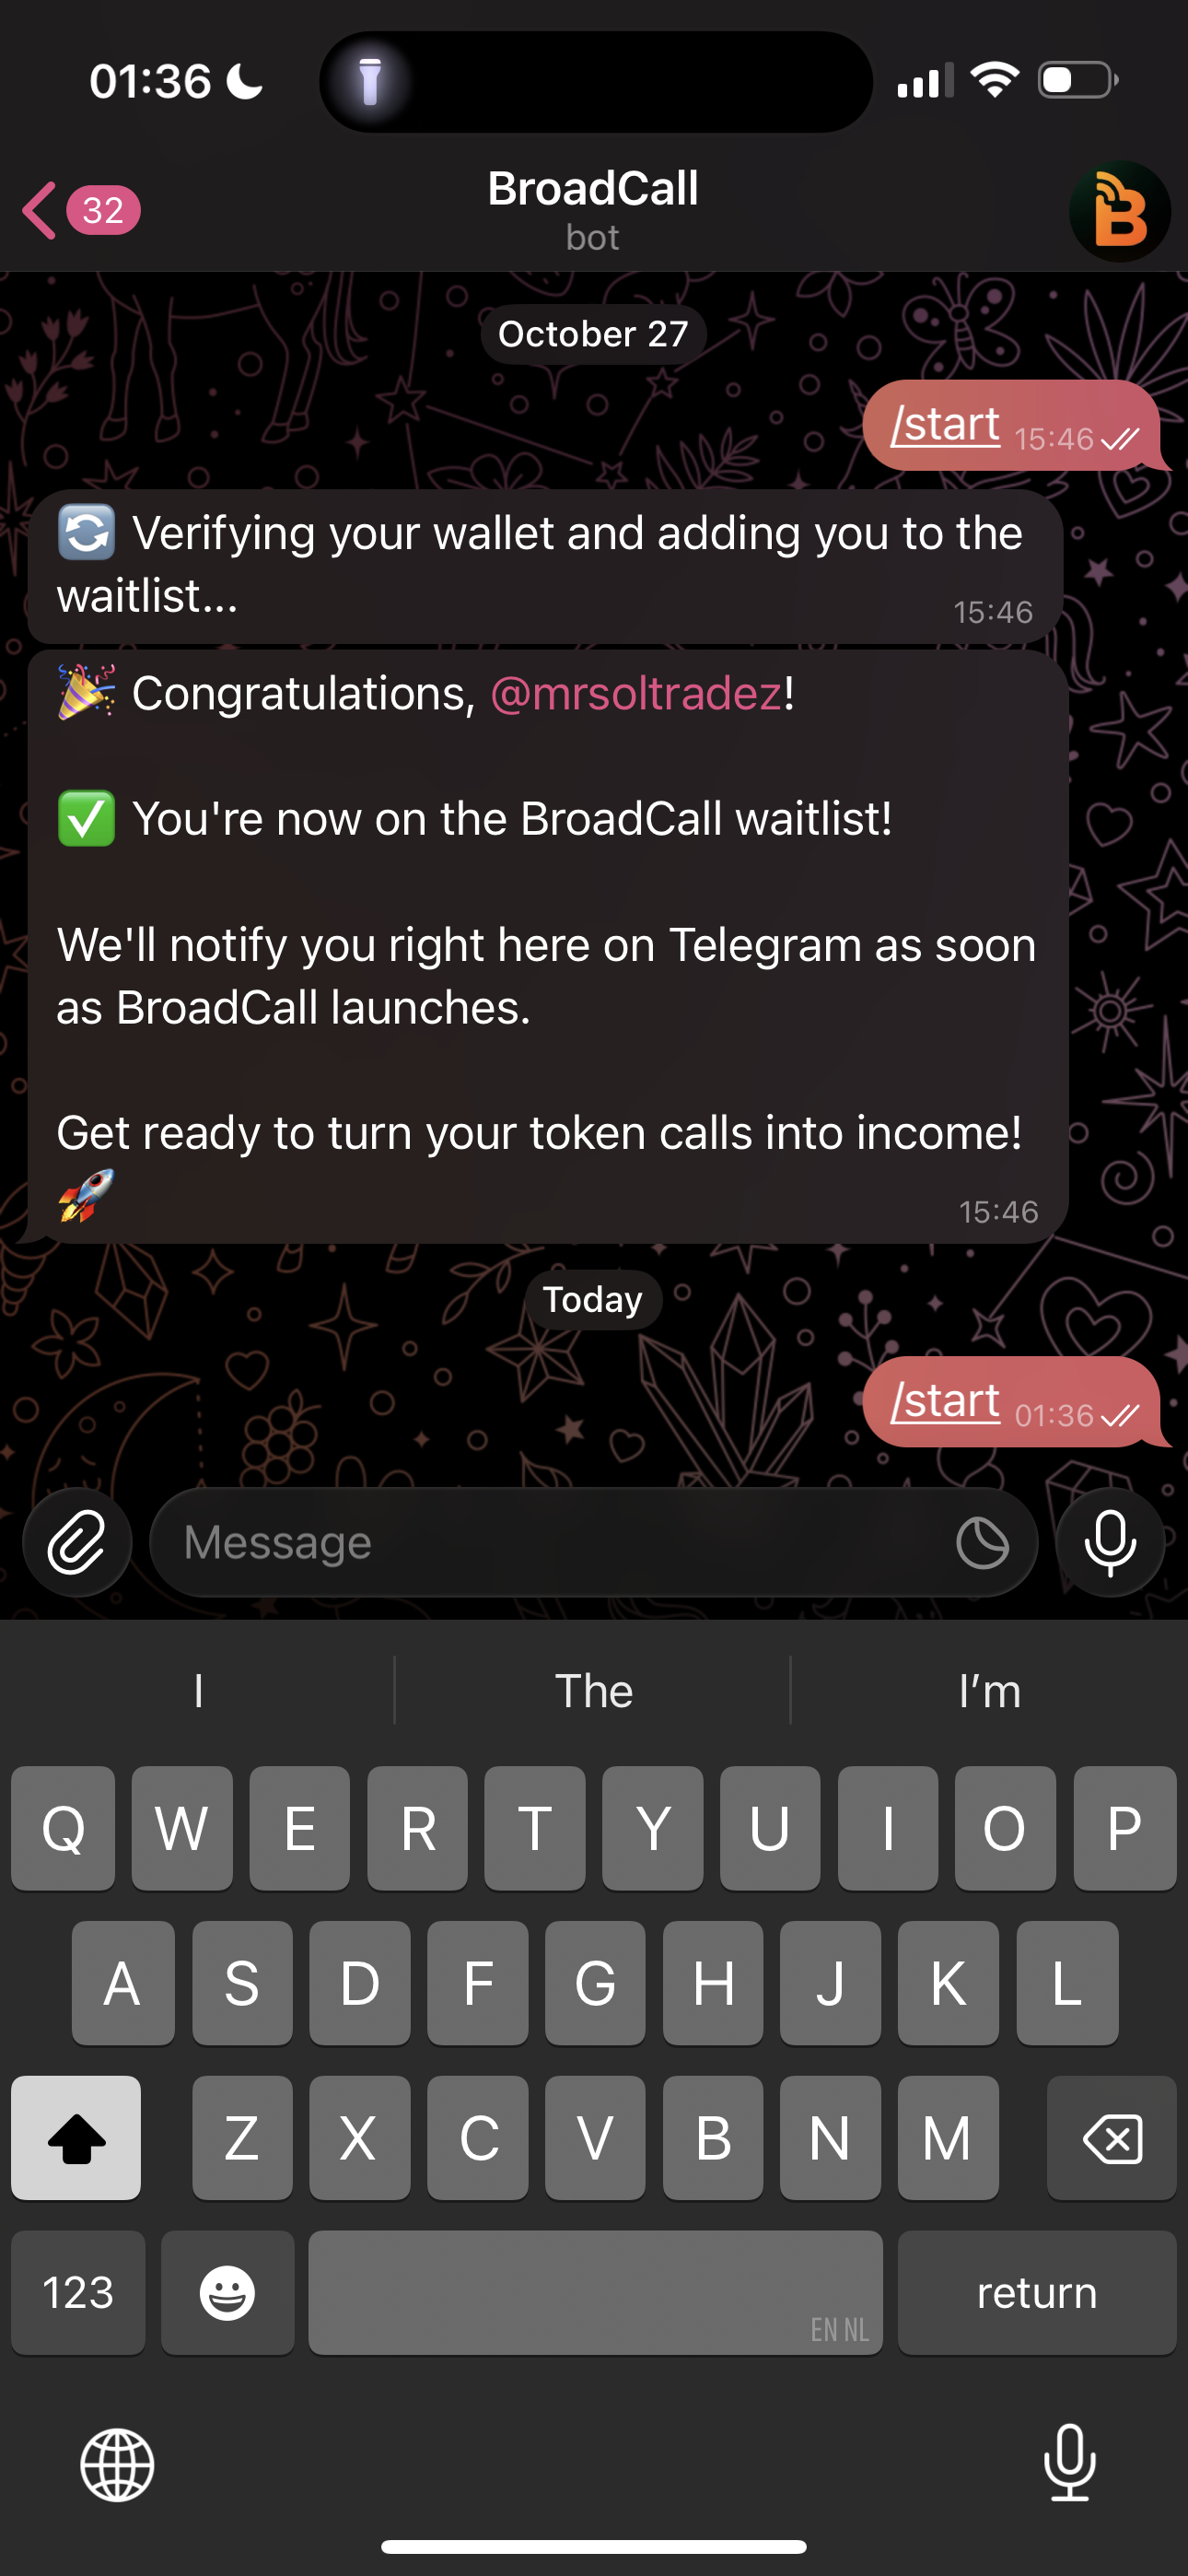 01:36
32
BroadCall
bot
October 27
/start 15:46
Verifying your wallet and adding you to the
waitlist...
15:46
Congratulations, @mrsoltradez!
You're now on the BroadCall waitlist!
We'll notify you right here on Telegram as soon
as BroadCall launches.
Get ready to turn your token calls into income!
15:46
Today
/start 01:36
Message
I The I'm
Q W E R T Y U I O P
A S D F G H J K L
Z X C V B N M
123 EN NL return